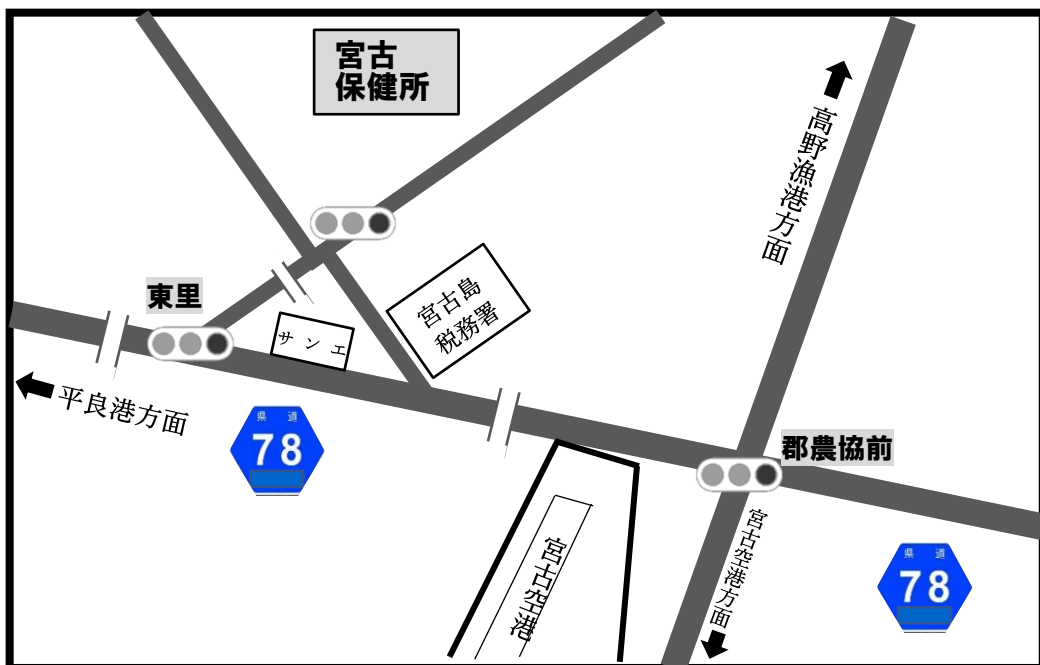 宮古
保健所
高野漁港方面
東里
宮古島
税務署
サンエ
平良港方面
県道
78
郡農協前
宮古空港
宮古空港方面
県道
78